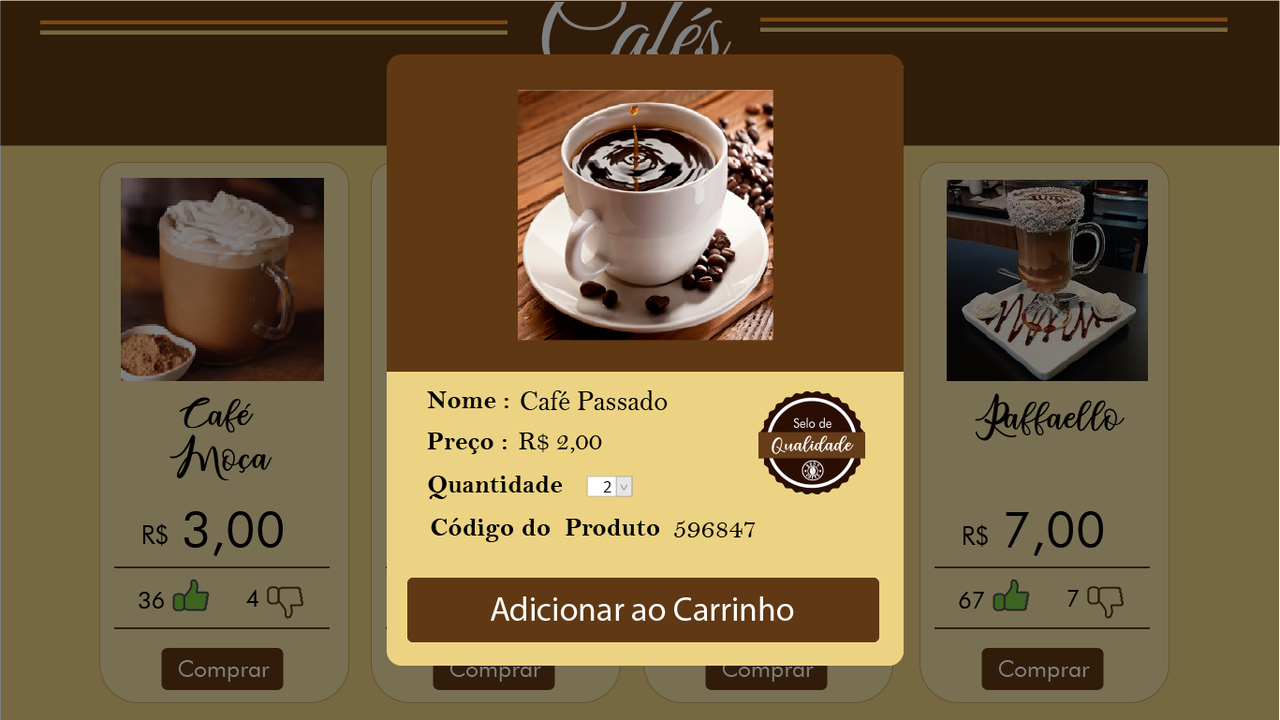 Cafés
Nome : Café Passado
Preço : R$ 2,00
Quantidade 2
Código do Produto 596847
Selo de
Qualidade
Adicionar ao Carrinho
Café
Moça
R$ 3,00
36 4
Comprar
Comprar
Comprar
Raffaello
R$ 7,00
67 7
Comprar